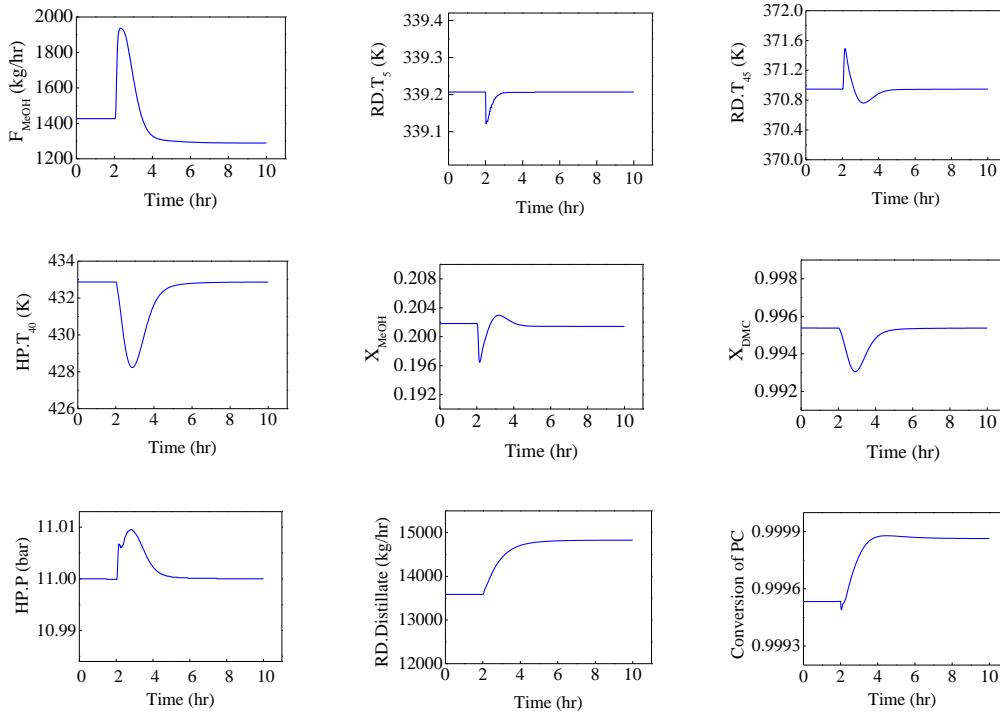 F_MeOH (kg/hr)
2000
1800
1600
1400
1200
0 2 4 6 8 10
Time (hr)
RD.T_5 (K)
339.4
339.3
339.2
339.1
0 2 4 6 8 10
Time (hr)
RD.T_45 (K)
372.0
371.6
371.2
370.8
370.4
370.0
0 2 4 6 8 10
Time (hr)
HP.T_40 (K)
434
432
430
428
426
0 2 4 6 8 10
Time (hr)
X_MeOH
0.208
0.204
0.200
0.196
0.192
0 2 4 6 8 10
Time (hr)
X_DMC
0.998
0.996
0.994
0.992
0 2 4 6 8 10
Time (hr)
HP.P (bar)
11.01
11.00
10.99
0 2 4 6 8 10
Time (hr)
RD.Distillate (kg/hr)
15000
14000
13000
12000
0 2 4 6 8 10
Time (hr)
Conversion of PC
0.9999
0.9996
0.9993
0 2 4 6 8 10
Time (hr)